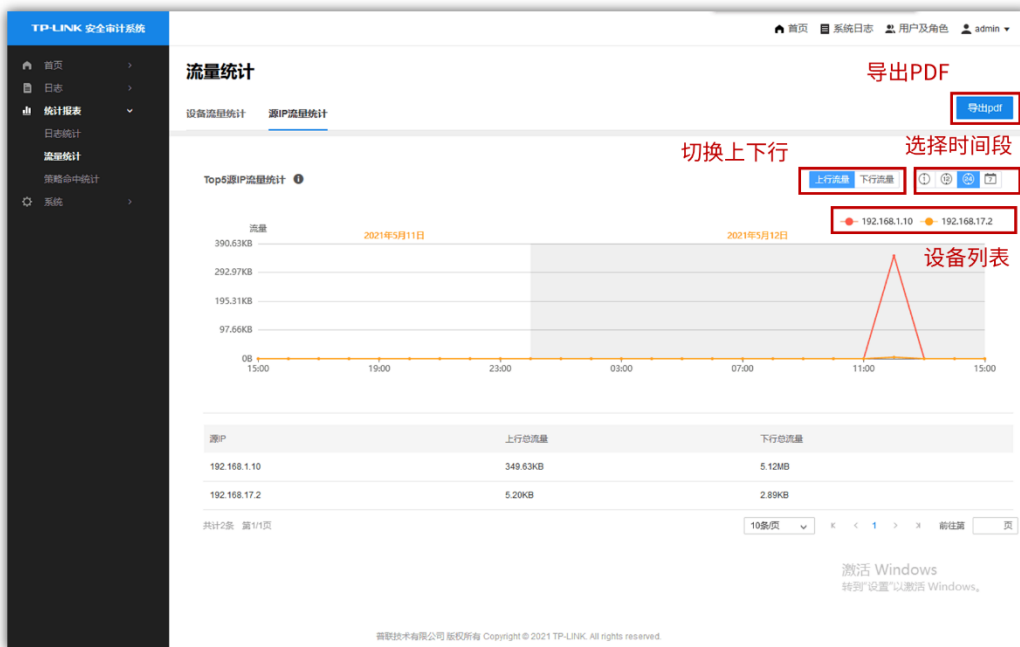 TP-LINK 安全审计系统
首页 系统日志 用户及角色 admin
首页
日志
统计报表
日志统计
流量统计
策略命中统计
系统
流量统计
导出PDF
设备流量统计 源IP流量统计
导出pdf
切换上下行
选择时间段
Top5源IP流量统计
上行流量 下行流量
1 12 24 7
192.168.1.10 192.168.17.2
设备列表
流量
2021年5月11日 2021年5月12日
390.63KB
292.97KB
195.31KB
97.66KB
0B
15:00 19:00 23:00 03:00 07:00 11:00 15:00
源IP 上行总流量 下行总流量
192.168.1.10 349.63KB 5.12MB
192.168.17.2 5.20KB 2.89KB
共计2条 第1/1页
10条/页 1 前往第 页
激活 Windows
转到"设置"以激活 Windows。
普联技术有限公司 版权所有 Copyright © 2021 TP-LINK. All rights reserved.